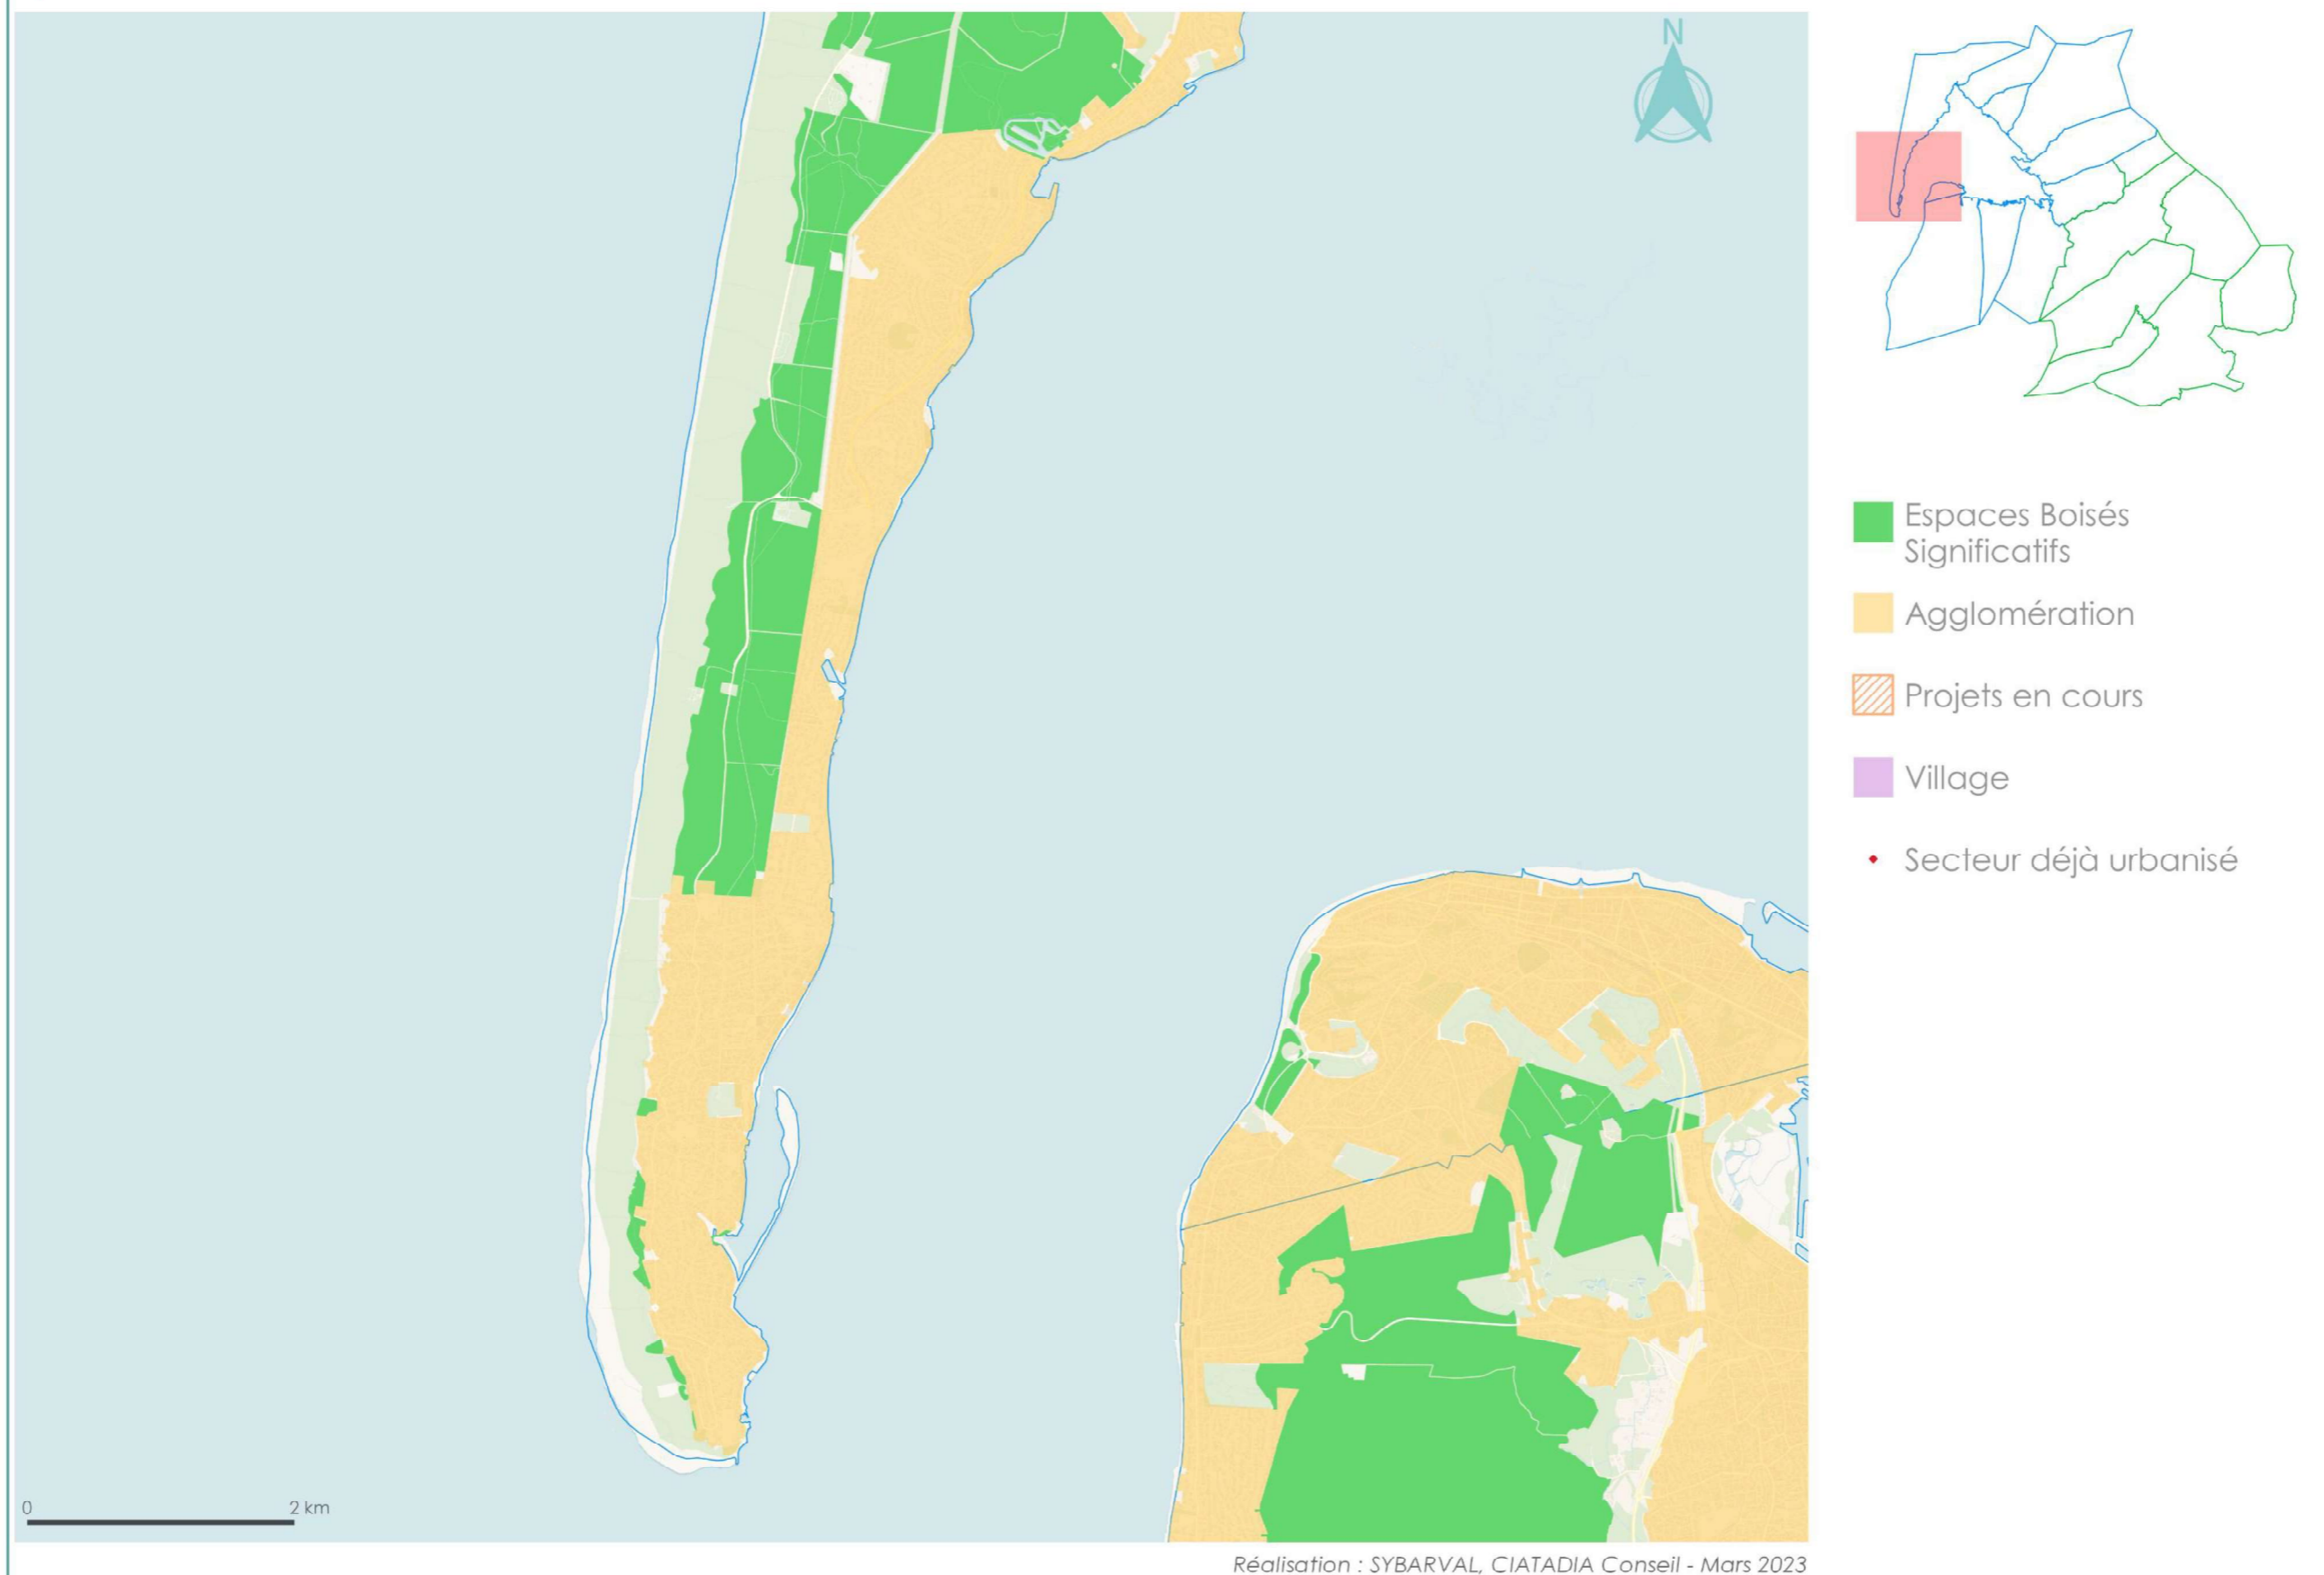 N
Espaces Boisés
Significatifs
Agglomération
Projets en cours
Village
Secteur déjà urbanisé
0 2 km
Réalisation : SYBARVAL, CIATADIA Conseil - Mars 2023